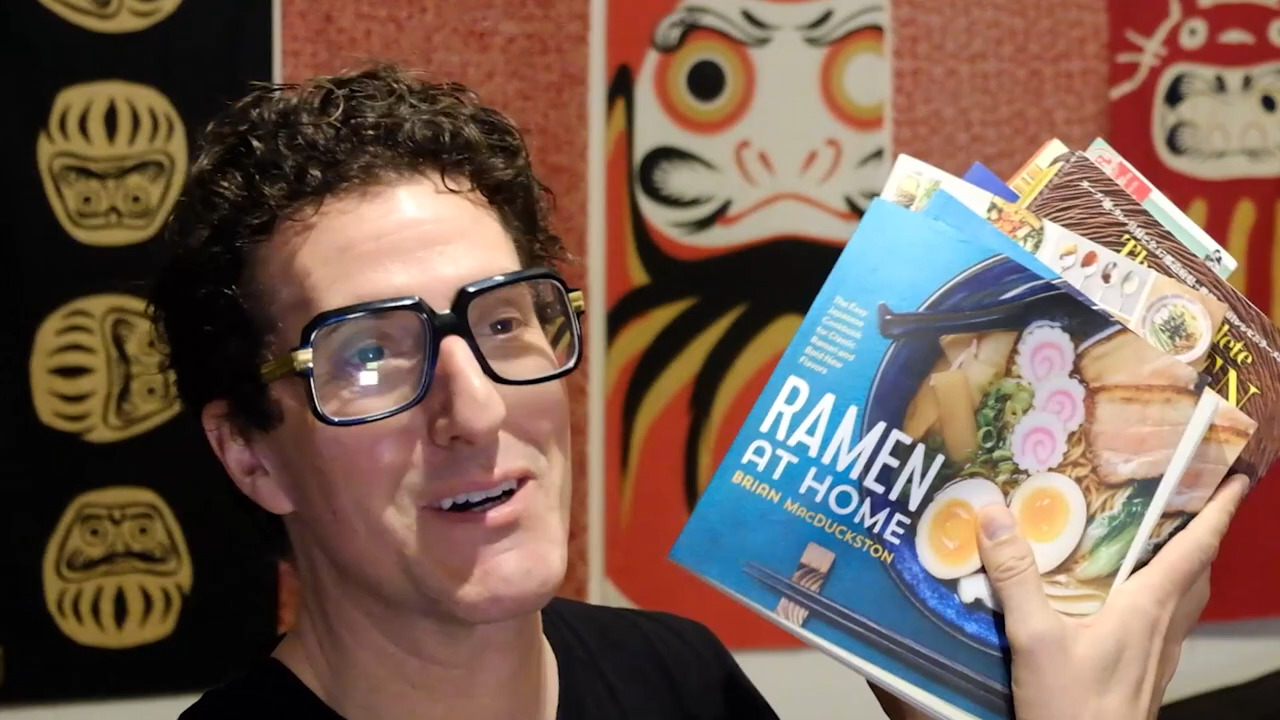 The Easy
Japanese
Cookbook
for Classic
Ramen and
Bold New
Flavors
RAMEN
AT HOME
BRIAN MACDUCKSTON